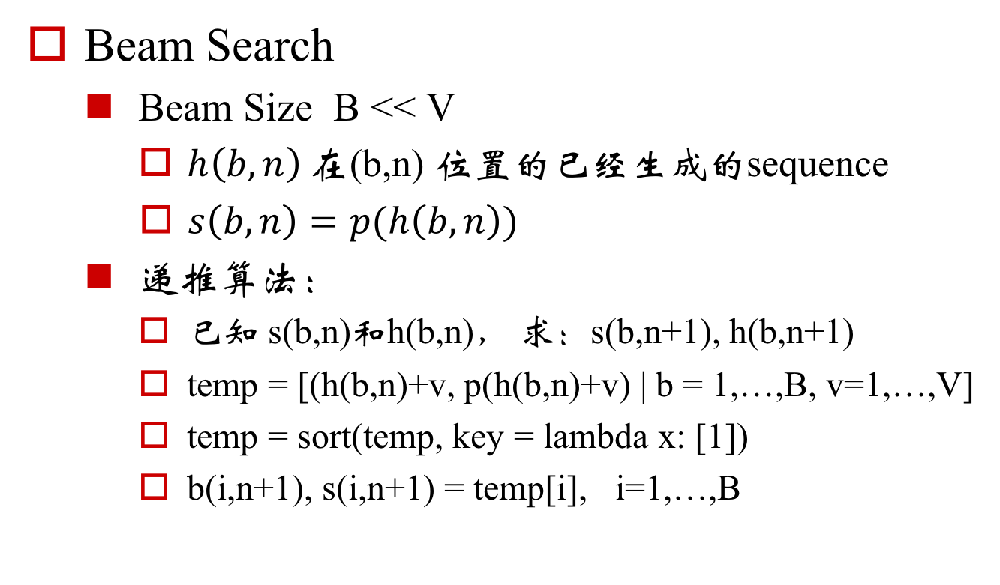 Beam Search
Beam Size B << V
h(b,n) 在(b,n) 位置的已经生成的sequence
s(b,n) = p(h(b,n))
递推算法：
已知 s(b,n)和h(b,n)， 求：s(b,n+1), h(b,n+1)
temp = [(h(b,n)+v, p(h(b,n)+v) | b = 1,…,B, v=1,…,V]
temp = sort(temp, key = lambda x: [1])
b(i,n+1), s(i,n+1) = temp[i], i=1,…,B